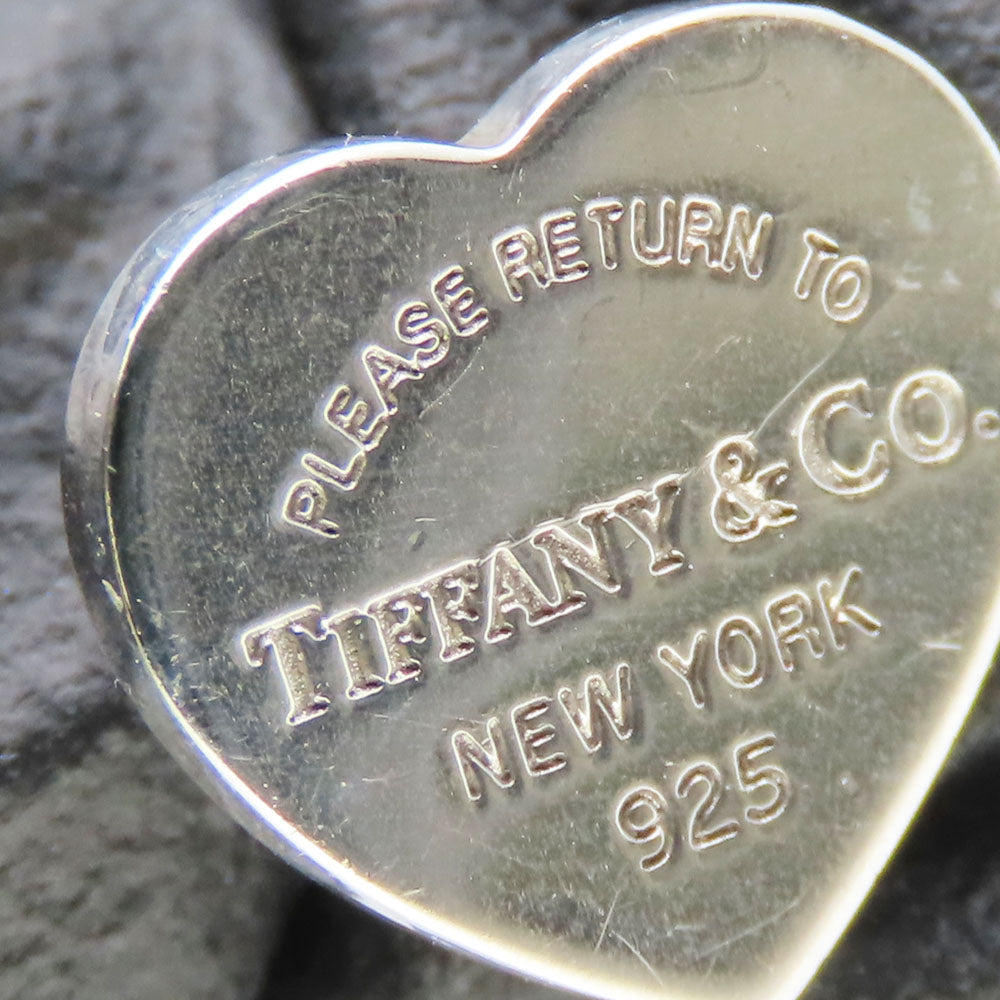 PLEASE RETURN TO
TIFFANY & CO.
NEW YORK
925